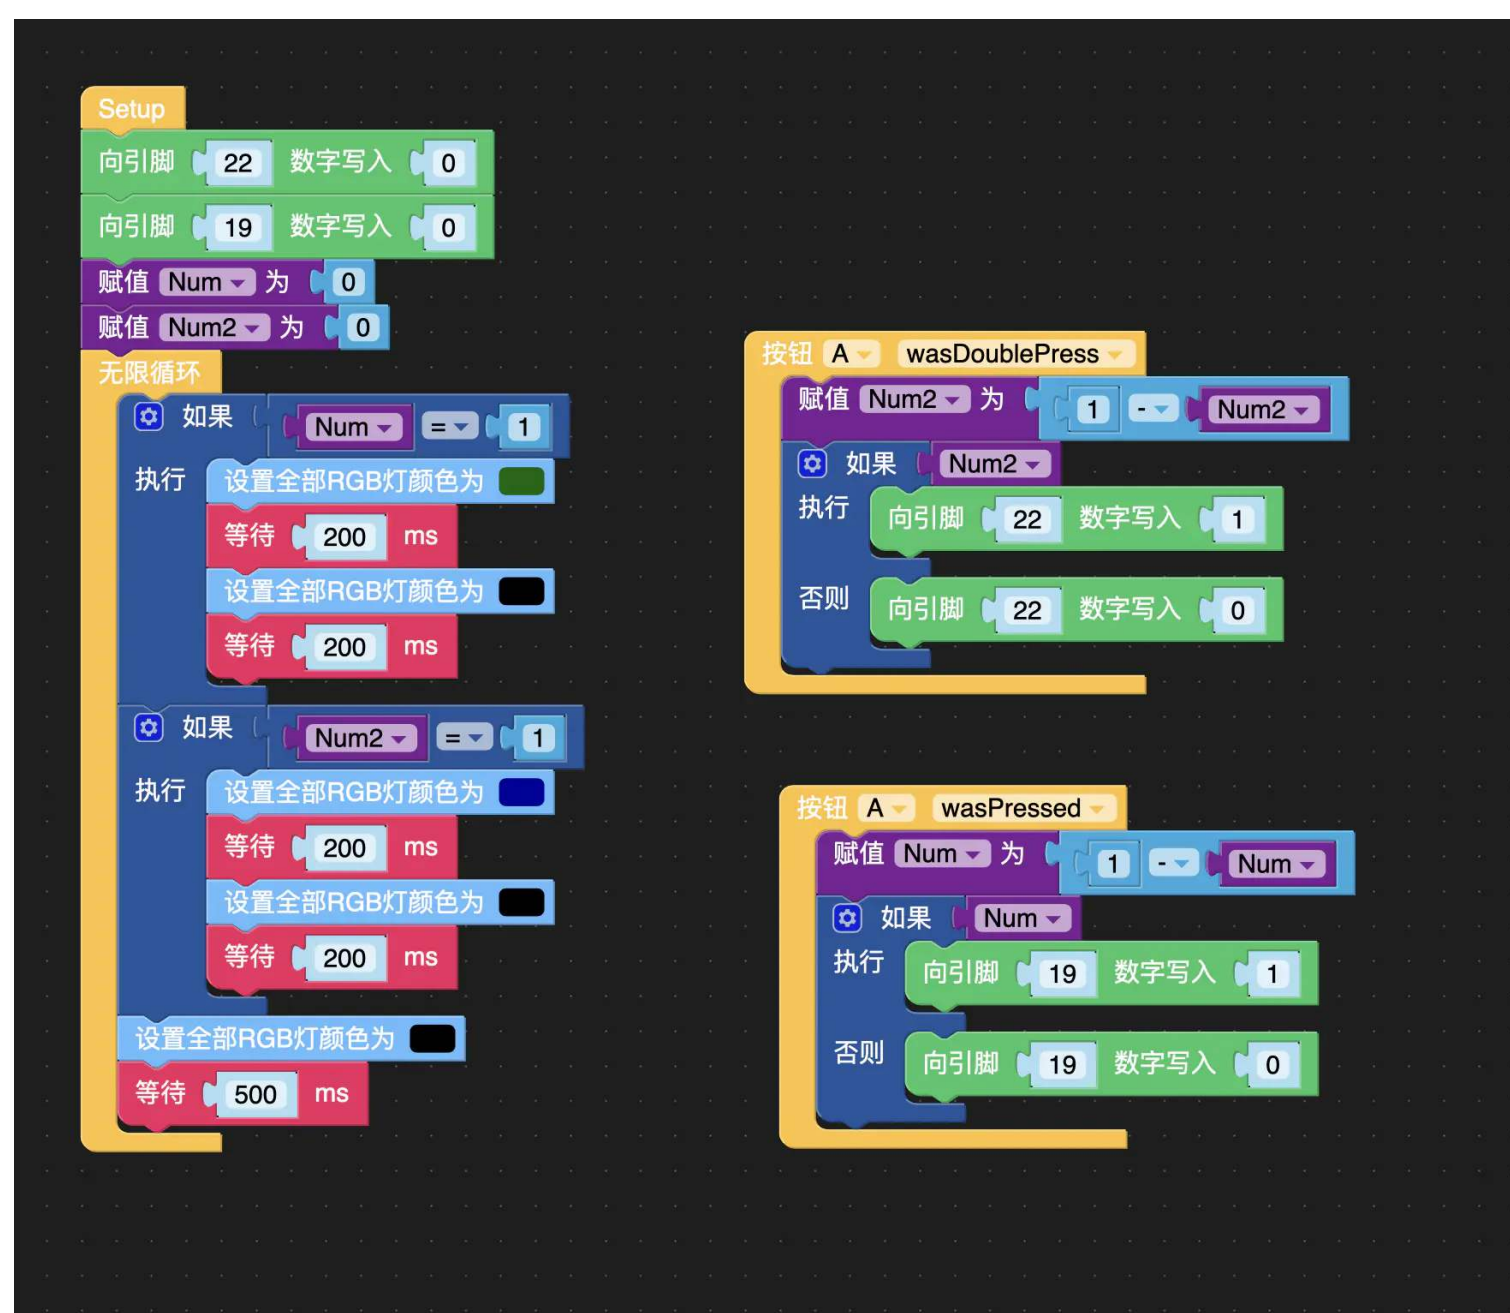 Setup
向引脚 22 数字写入 0
向引脚 19 数字写入 0
赋值 Num 为 0
赋值 Num2 为 0
无限循环
如果 Num = 1
执行 设置全部RGB灯颜色为
等待 200 ms
设置全部RGB灯颜色为
等待 200 ms
如果 Num2 = 1
执行 设置全部RGB灯颜色为
等待 200 ms
设置全部RGB灯颜色为
等待 200 ms
设置全部RGB灯颜色为
等待 500 ms
按钮 A wasDoublePress
赋值 Num2 为 1 - Num2
如果 Num2
执行 向引脚 22 数字写入 1
否则 向引脚 22 数字写入 0
按钮 A wasPressed
赋值 Num 为 1 - Num
如果 Num
执行 向引脚 19 数字写入 1
否则 向引脚 19 数字写入 0